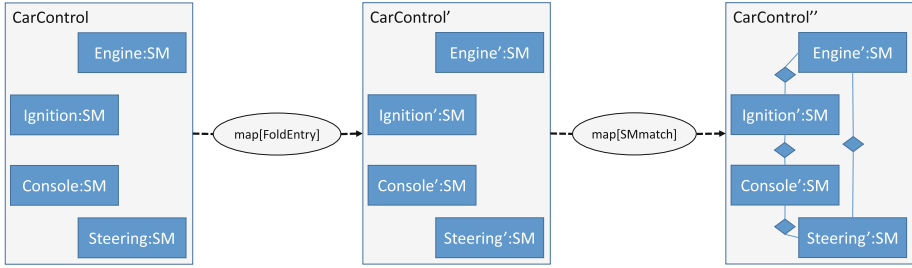 CarControl
Engine:SM
Ignition:SM
Console:SM
Steering:SM
map[FoldEntry]
CarControl’
Engine’:SM
Ignition’:SM
Console’:SM
Steering’:SM
map[SMmatch]
CarControl’’
Engine’:SM
Ignition’:SM
Console’:SM
Steering’:SM